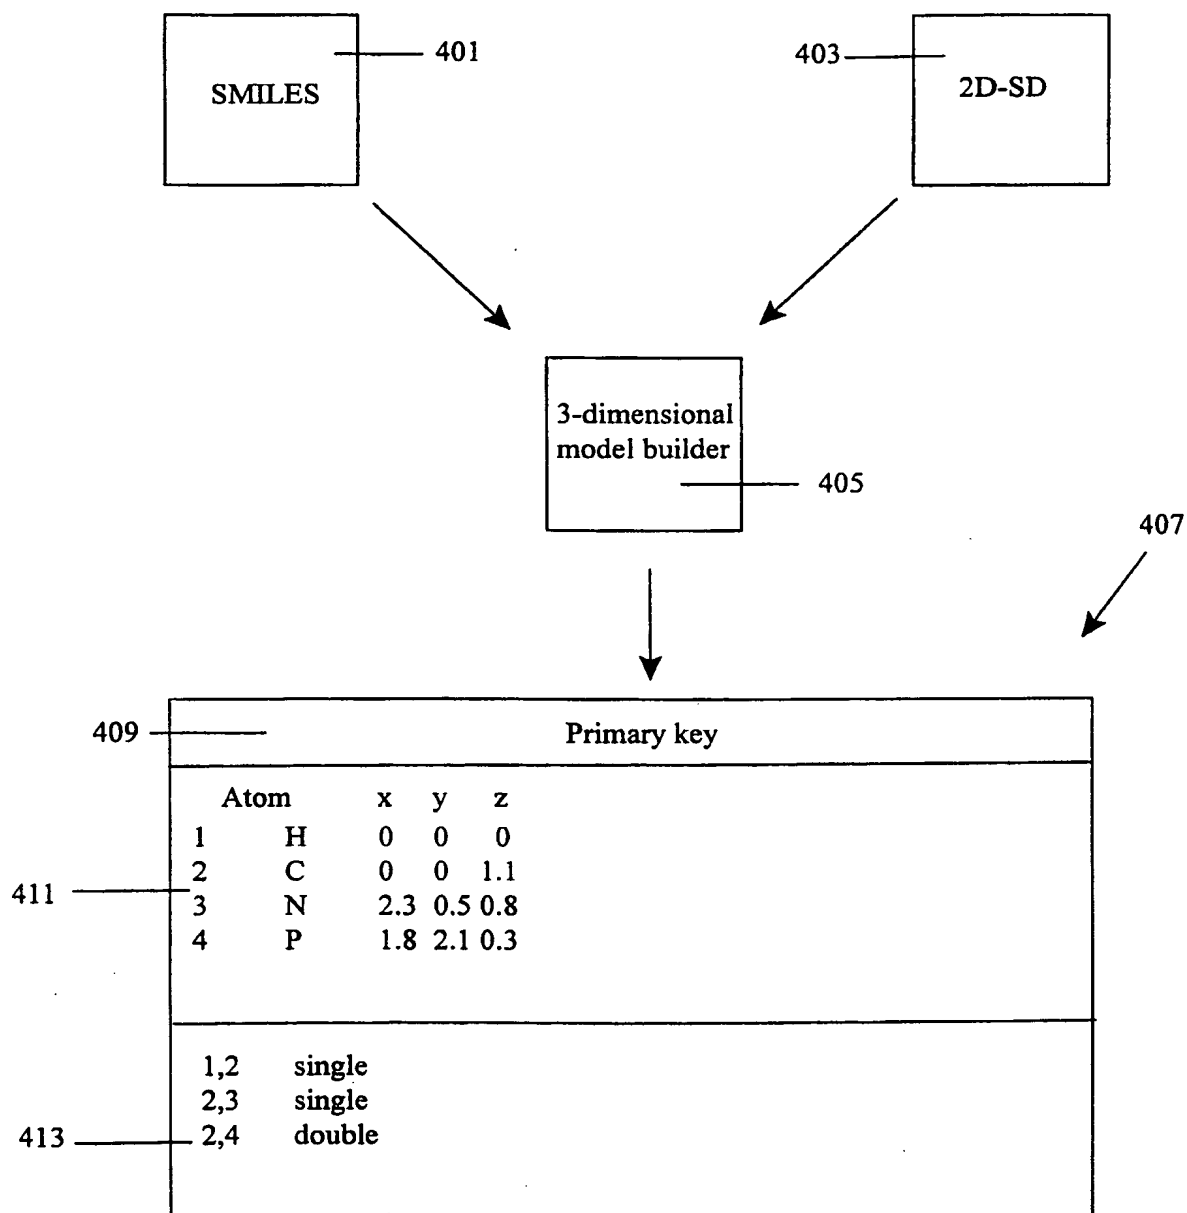 401
403
SMILES
2D-SD
3-dimensional
model builder
405
407
409
Primary key
Atom x y z
1 H 0 0 0
2 C 0 0 1.1
411
3 N 2.3 0.5 0.8
4 P 1.8 2.1 0.3
1,2 single
2,3 single
413
2,4 double